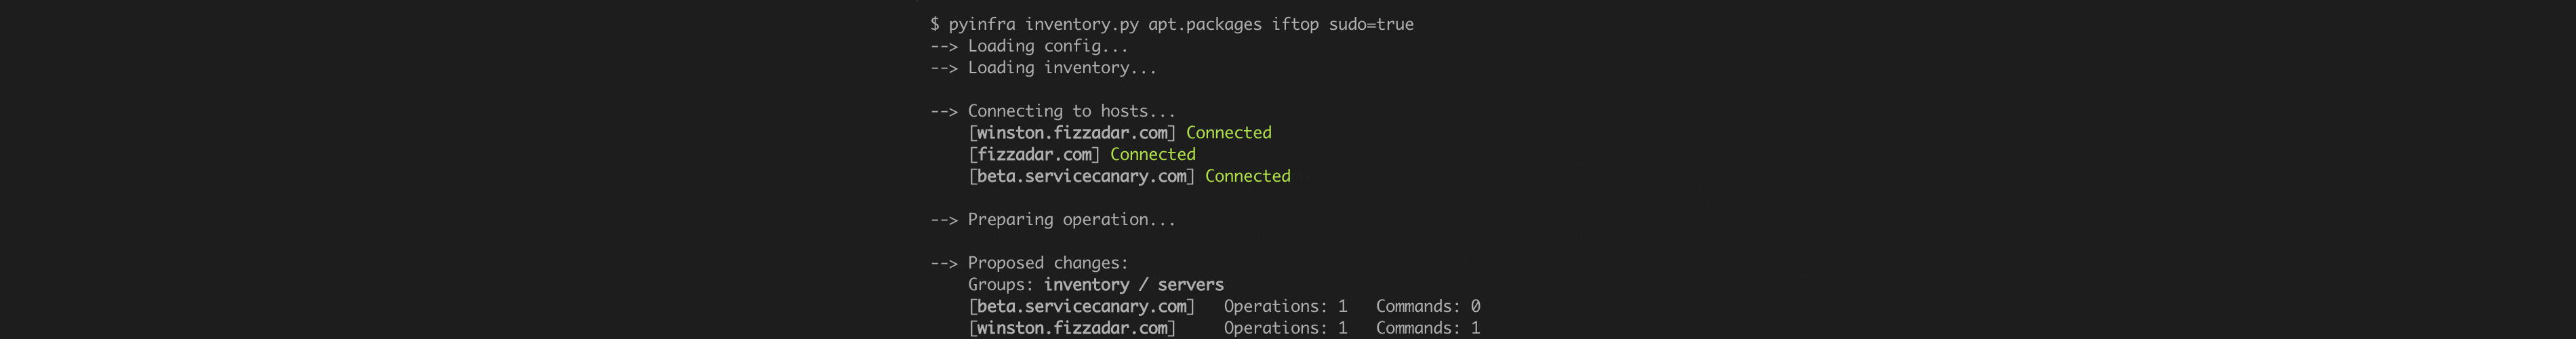 $ pyinfra inventory.py apt.packages iftop sudo=true
--> Loading config...
--> Loading inventory...
--> Connecting to hosts...
[winston.fizzadar.com] Connected
[fizzadar.com] Connected
[beta.servicecanary.com] Connected
--> Preparing operation...
--> Proposed changes:
Groups: inventory / servers
[beta.servicecanary.com] Operations: 1 Commands: 0
[winston.fizzadar.com] Operations: 1 Commands: 1